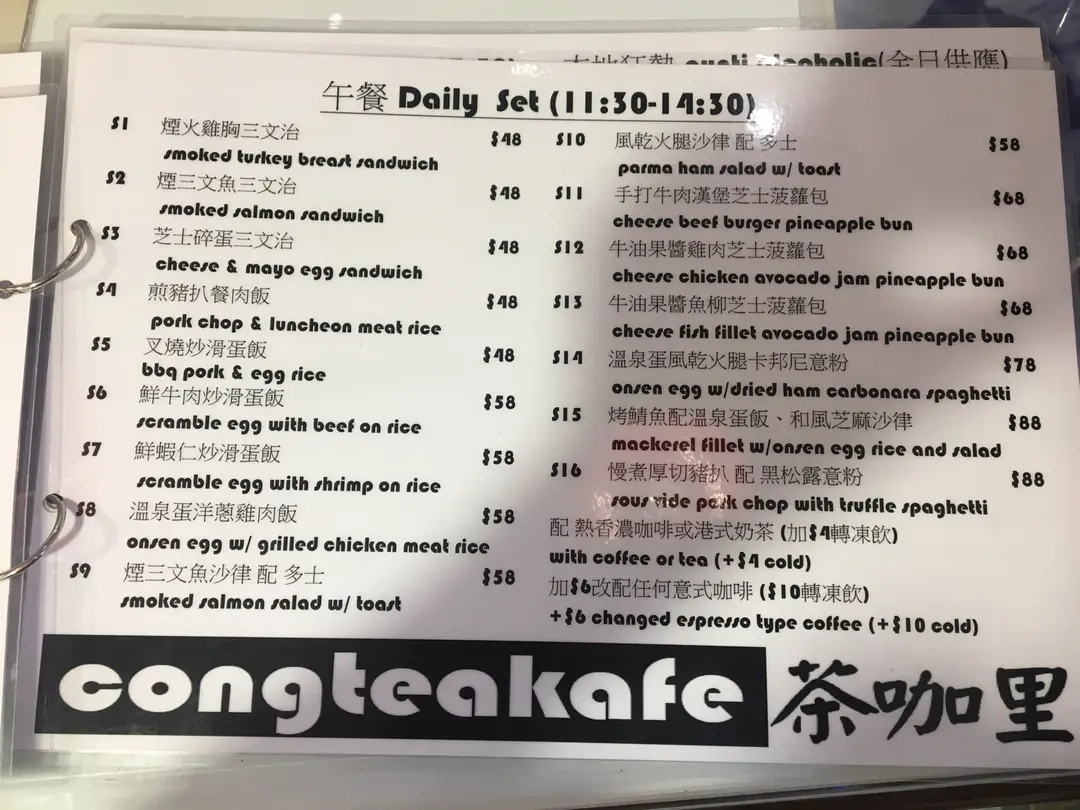 (全日供應)
午餐 Daily Set (11:30-14:30)
S1 煙火雞胸三文治 $48
smoked turkey breast sandwich
S2 煙三文魚三文治 $48
smoked salmon sandwich
S3 芝士碎蛋三文治 $48
cheese & mayo egg sandwich
S4 煎豬扒餐肉飯 $48
pork chop & luncheon meat rice
S5 叉燒炒滑蛋飯 $48
bbq pork & egg rice
S6 鮮牛肉炒滑蛋飯 $58
scramble egg with beef on rice
S7 鮮蝦仁炒滑蛋飯 $58
scramble egg with shrimp on rice
S8 溫泉蛋洋蔥雞肉飯 $58
onsen egg w/ grilled chicken meat rice
S9 煙三文魚沙律 配 多士 $58
smoked salmon salad w/ toast
S10 風乾火腿沙律 配 多士 $58
parma ham salad w/ toast
S11 手打牛肉漢堡芝士菠蘿包 $68
cheese beef burger pineapple bun
S12 牛油果醬雞肉芝士菠蘿包 $68
cheese chicken avocado jam pineapple bun
S13 牛油果醬魚柳芝士菠蘿包 $68
cheese fish fillet avocado jam pineapple bun
S14 溫泉蛋風乾火腿卡邦尼意粉 $78
onsen egg w/dried ham carbonara spaghetti
S15 烤鯖魚配溫泉蛋飯、和風芝麻沙律 $88
mackerel fillet w/onsen egg rice and salad
S16 慢煮厚切豬扒 配 黑松露意粉 $88
sous vide pork chop with truffle spaghetti
配 熱香濃咖啡或港式奶茶 (加$4轉凍飲)
with coffee or tea (+$4 cold)
加$6改配任何意式咖啡 ($10轉凍飲)
+$6 changed espresso type coffee (+$10 cold)
congteakafe 茶咖里